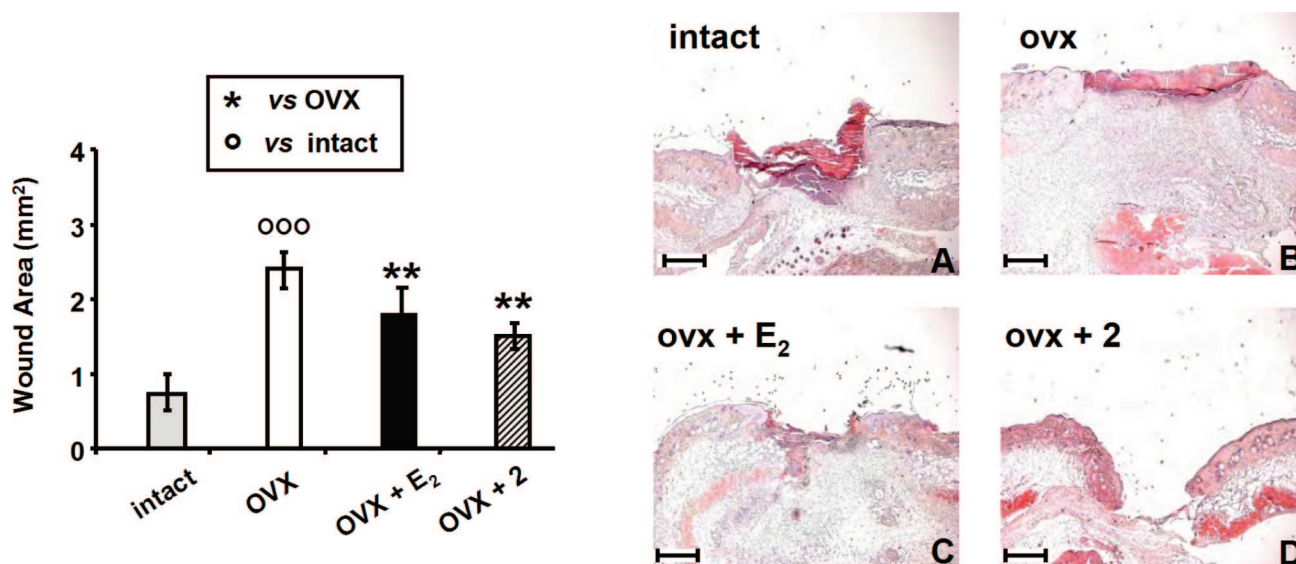 * vs OVX
o vs intact
Wound Area (mm²)
4
3
2
1
0
ooo
**
**
intact
OVX
OVX + E₂
OVX + 2
intact
A
ovx
B
ovx + E₂
C
ovx + 2
D